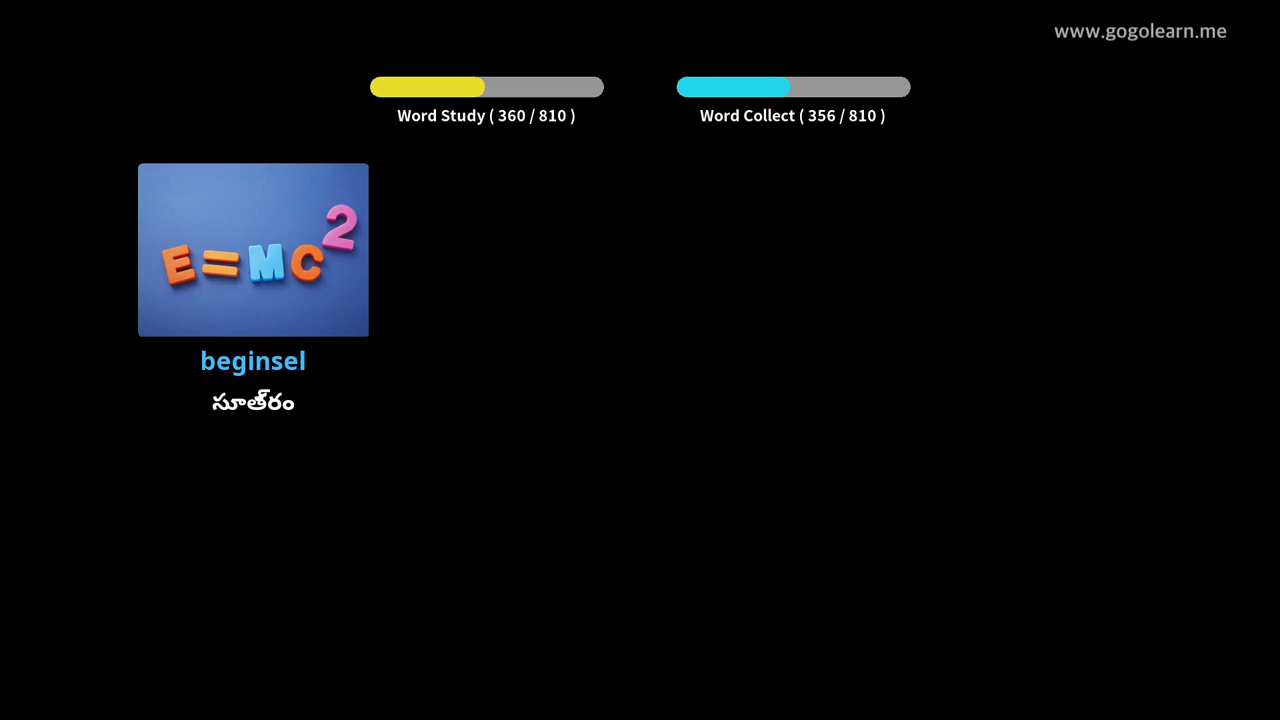 www.gogolearn.me
Word Study ( 360 / 810 )
Word Collect ( 356 / 810 )
E=MC²
beginsel
సూత్రం